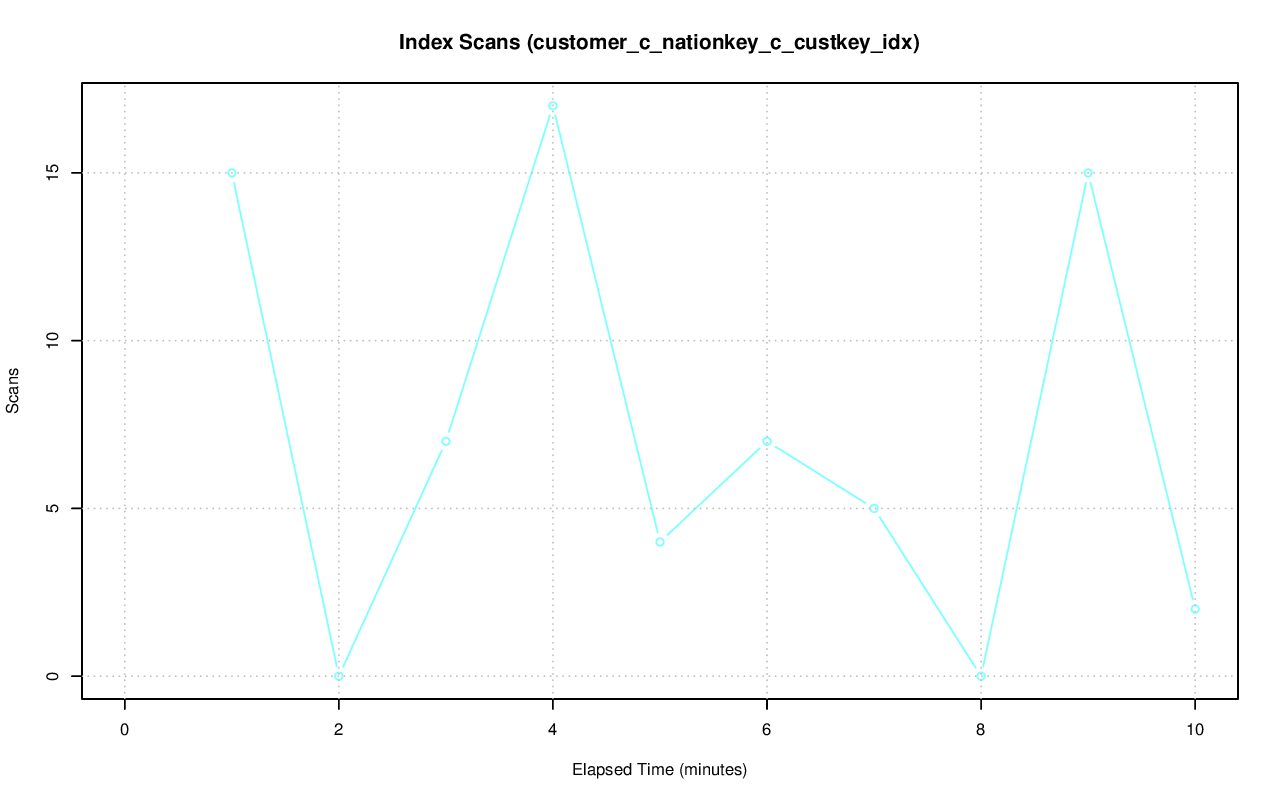 Index Scans (customer_c_nationkey_c_custkey_idx)
15
10
5
0
Scans
0 2 4 6 8 10
Elapsed Time (minutes)